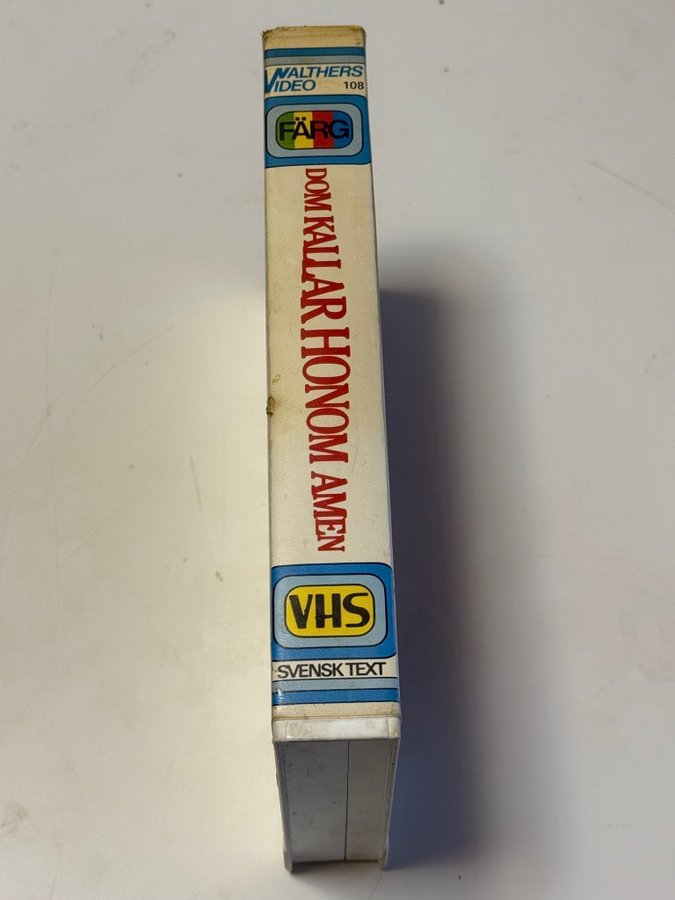 WALTHERS
VIDEO 108
FÄRG
DOM KALLAR HONOM AMEN
VHS
SVENSK TEXT